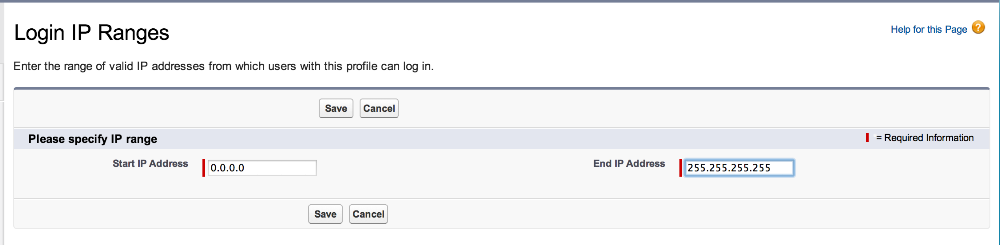 Login IP Ranges
Help for this Page ?
Enter the range of valid IP addresses from which users with this profile can log in.
Save Cancel
Please specify IP range
= Required Information
Start IP Address 0.0.0.0
End IP Address 255.255.255.255
Save Cancel